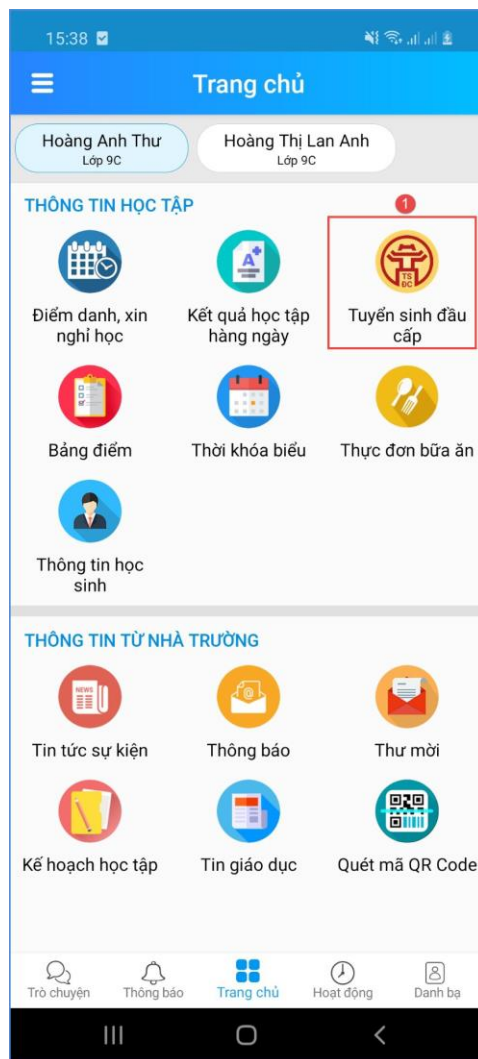 15:38
Trang chủ
Hoàng Anh Thư
Lớp 9C
Hoàng Thị Lan Anh
Lớp 9C
THÔNG TIN HỌC TẬP
1
Điểm danh, xin
nghỉ học
A+
Kết quả học tập
hàng ngày
TS
ĐC
Tuyển sinh đầu
cấp
Bảng điểm
Thời khóa biểu
Thực đơn bữa ăn
Thông tin học
sinh
THÔNG TIN TỪ NHÀ TRƯỜNG
NEWS
Tin tức sự kiện
@
Thông báo
Thư mời
Kế hoạch học tập
Tin giáo dục
Quét mã QR Code
Trò chuyện
Thông báo
Trang chủ
Hoạt động
Danh bạ